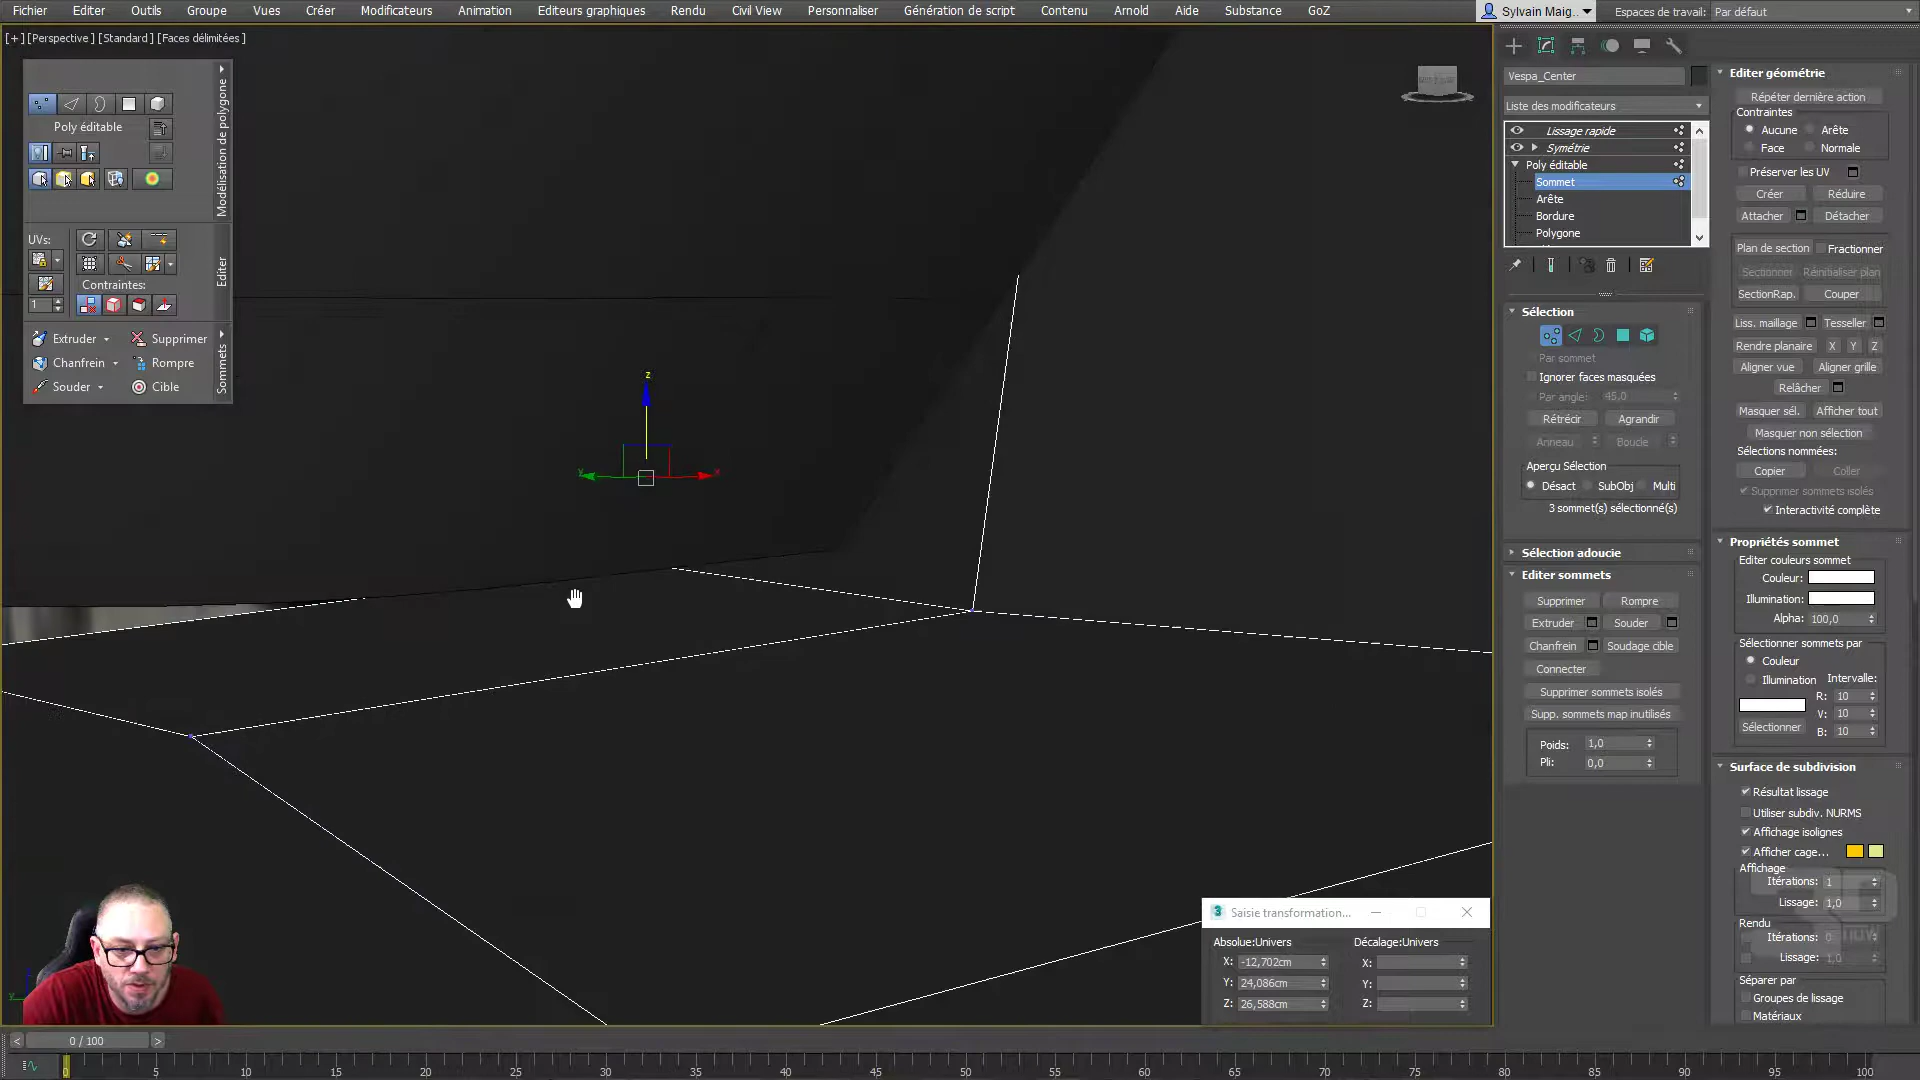 Fichier Editer Outils Groupe Vues Créer Modificateurs Animation Editeurs graphiques Rendu Civil View Personnaliser Génération de script Contenu Arnold Aide Substance GoZ Sylvain Maig.. Espaces de travail: Par défaut
[+] [Perspective] [Standard] [Faces délimitées]
Poly éditable
Modélisation de polygone
UVs:
Contraintes:
1
Editer
Extruder Supprimer
Chanfrein Rompre
Souder Cible
Sommets
z
y x
Saisie transformation...
Absolue:Univers Décalage:Univers
X: -12,702cm X:
Y: 24,086cm Y:
Z: 26,588cm Z:
Vespa_Center
Liste des modificateurs
Lissage rapide
Symétrie
Poly éditable
Sommet
Arête
Bordure
Polygone
Sélection
Par sommet
Ignorer faces masquées
Par angle: 45,0
Rétrécir Agrandir
Anneau Boucle
Aperçu Sélection
Désact SubObj Multi
3 sommet(s) sélectionné(s)
Sélection adoucie
Editer sommets
Supprimer Rompre
Extruder Souder
Chanfrein Soudage cible
Connecter
Supprimer sommets isolés
Supp. sommets map inutilisés
Poids: 1,0
Pli: 0,0
Editer géométrie
Répéter dernière action
Contraintes
Aucune Arête
Face Normale
Préserver les UV
Créer Réduire
Attacher Détacher
Plan de section Fractionner
Sectionner Réinitialiser plan
SectionRap. Couper
Liss. maillage Tesseller
Rendre planaire X Y Z
Aligner vue Aligner grille
Relâcher
Masquer sél. Afficher tout
Masquer non sélection
Sélections nommées:
Copier Coller
Supprimer sommets isolés
Interactivité complète
Propriétés sommet
Editer couleurs sommet
Couleur:
Illumination:
Alpha: 100,0
Sélectionner sommets par
Couleur
Illumination Intervalle:
R: 10
V: 10
Sélectionner B: 10
Surface de subdivision
Résultat lissage
Utiliser subdiv. NURMS
Affichage isolignes
Afficher cage...
Affichage
Itérations: 1
Lissage: 1,0
Rendu
Itérations: 0
Lissage: 1,0
Séparer par
Groupes de lissage
Matériaux
< 0 / 100 >
0 5 10 15 20 25 30 35 40 45 50 55 60 65 70 75 80 85 90 95 100